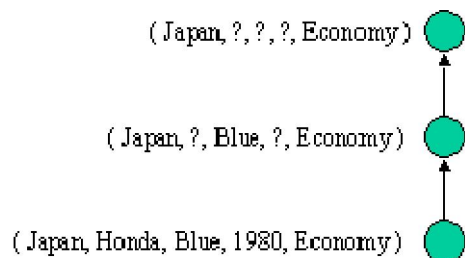 ( Japan, ?, ?, ?, Economy )
( Japan, ?, Blue, ?, Economy )
( Japan, Honda, Blue, 1980, Economy )